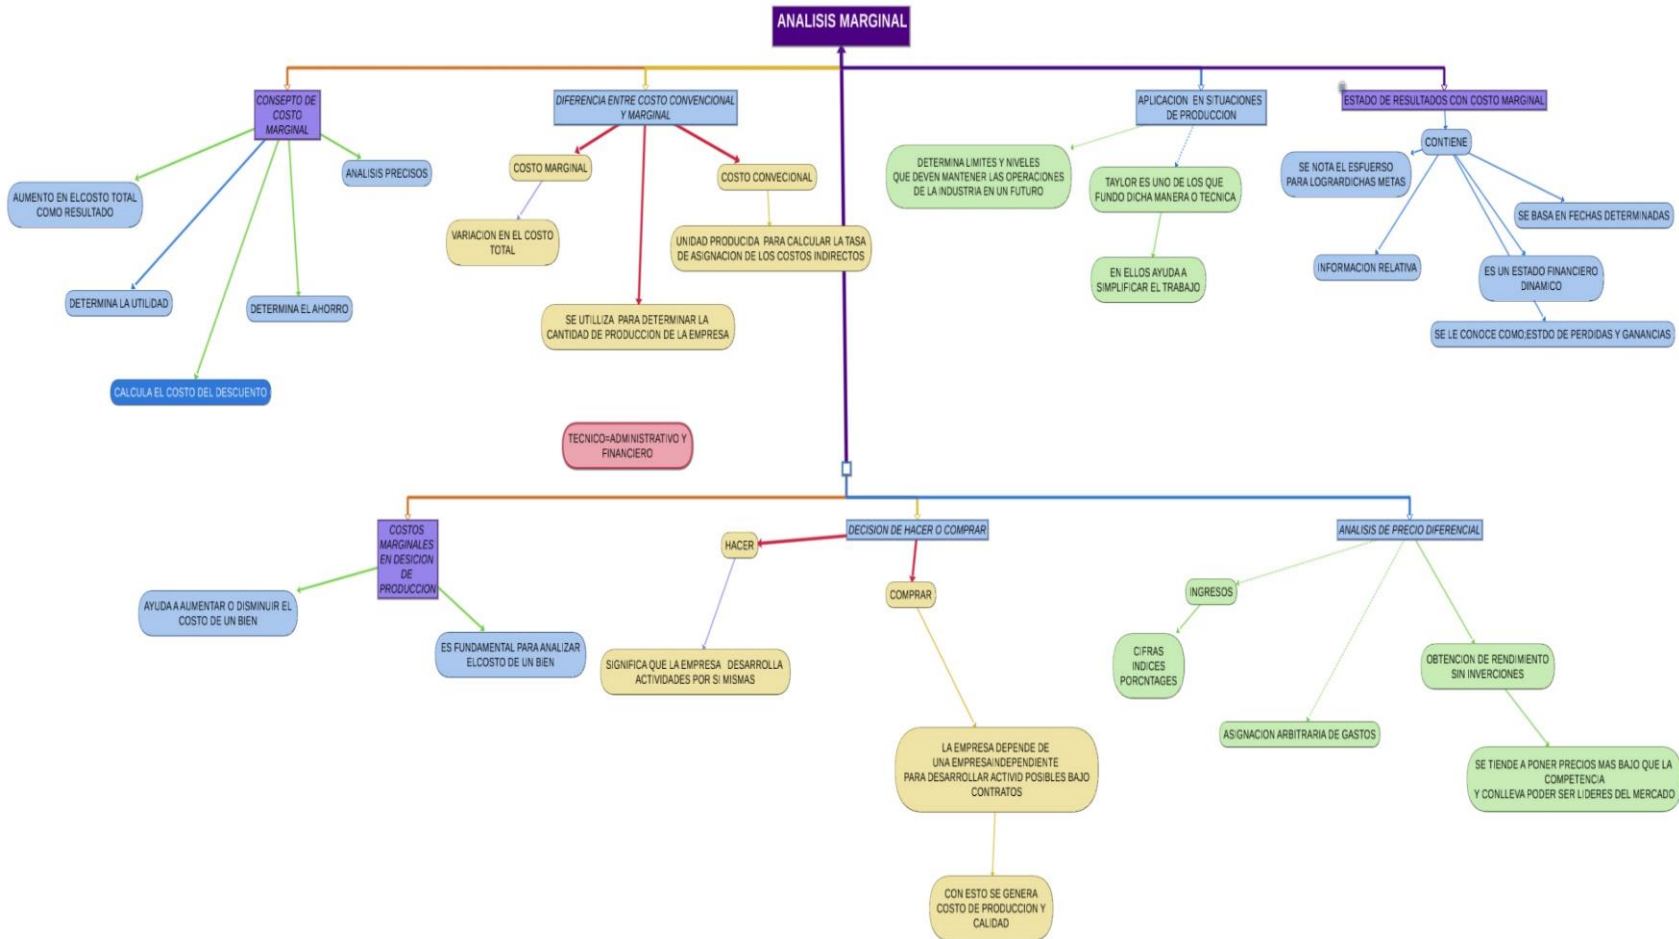 ANALISIS MARGINAL
CONSEPTO DE
COSTO
MARGINAL
AUMENTO EN ELCOSTO TOTAL
COMO RESULTADO
DETERMINA LA UTILIDAD
CALCULA EL COSTO DEL DESCUENTO
DETERMINA EL AHORRO
ANALISIS PRECISOS
DIFERENCIA ENTRE COSTO CONVENCIONAL
Y MARGINAL
COSTO MARGINAL
VARIACION EN EL COSTO
TOTAL
SE UTILLIZA PARA DETERMINAR LA
CANTIDAD DE PRODUCCION DE LA EMPRESA
COSTO CONVECIONAL
UNIDAD PRODUCIDA PARA CALCULAR LA TASA
DE ASIGNACION DE LOS COSTOS INDIRECTOS
APLICACION EN SITUACIONES
DE PRODUCCION
DETERMINA LIMITES Y NIVELES
QUE DEVEN MANTENER LAS OPERACIONES
DE LA INDUSTRIA EN UN FUTURO
TAYLOR ES UNO DE LOS QUE
FUNDO DICHA MANERA O TECNICA
EN ELLOS AYUDA A
SIMPLIFICAR EL TRABAJO
ESTADO DE RESULTADOS CON COSTO MARGINAL
CONTIENE
SE NOTA EL ESFUERSO
PARA LOGRARDICHAS METAS
INFORMACION RELATIVA
SE BASA EN FECHAS DETERMINADAS
ES UN ESTADO FINANCIERO
DINAMICO
SE LE CONOCE COMO;ESTDO DE PERDIDAS Y GANANCIAS
TECNICO=ADMINISTRATIVO Y
FINANCIERO
COSTOS
MARGINALES
EN DESICION
DE
PRODUCCION
AYUDA A AUMENTAR O DISMINUIR EL
COSTO DE UN BIEN
ES FUNDAMENTAL PARA ANALIZAR
ELCOSTO DE UN BIEN
DECISION DE HACER O COMPRAR
HACER
SIGNIFICA QUE LA EMPRESA DESARROLLA
ACTIVIDADES POR SI MISMAS
COMPRAR
LA EMPRESA DEPENDE DE
UNA EMPRESAINDEPENDIENTE
PARA DESARROLLAR ACTIVID POSIBLES BAJO
CONTRATOS
CON ESTO SE GENERA
COSTO DE PRODUCCION Y
CALIDAD
ANALISIS DE PRECIO DIFERENCIAL
INGRESOS
CIFRAS
INDICES
PORCNTAGES
ASIGNACION ARBITRARIA DE GASTOS
OBTENCION DE RENDIMIENTO
SIN INVERCIONES
SE TIENDE A PONER PRECIOS MAS BAJO QUE LA
COMPETENCIA
Y CONLLEVA PODER SER LIDERES DEL MERCADO